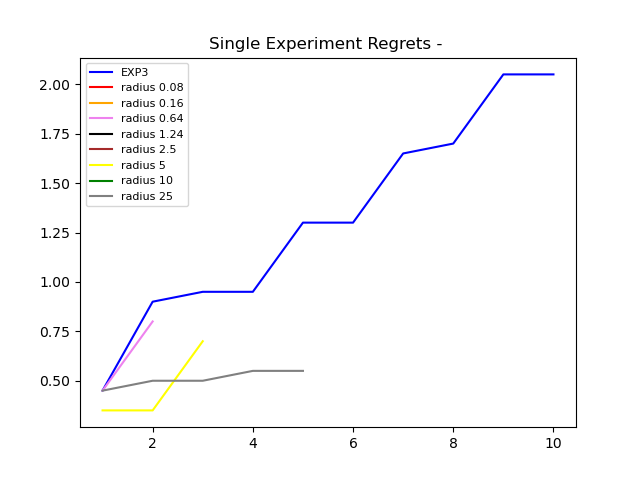 Single Experiment Regrets -
EXP3
radius 0.08
radius 0.16
radius 0.64
radius 1.24
radius 2.5
radius 5
radius 10
radius 25
2.00
1.75
1.50
1.25
1.00
0.75
0.50
2 4 6 8 10